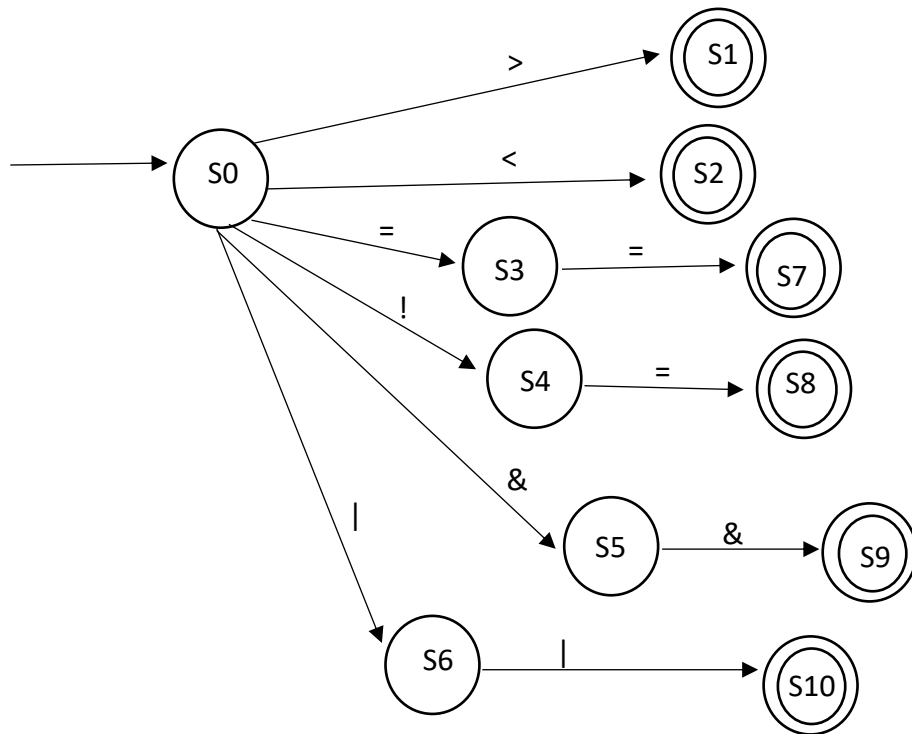 >
S1
S0
<
S2
=
S3
=
S7
!
S4
=
S8
&
S5
&
S9
|
S6
|
S10